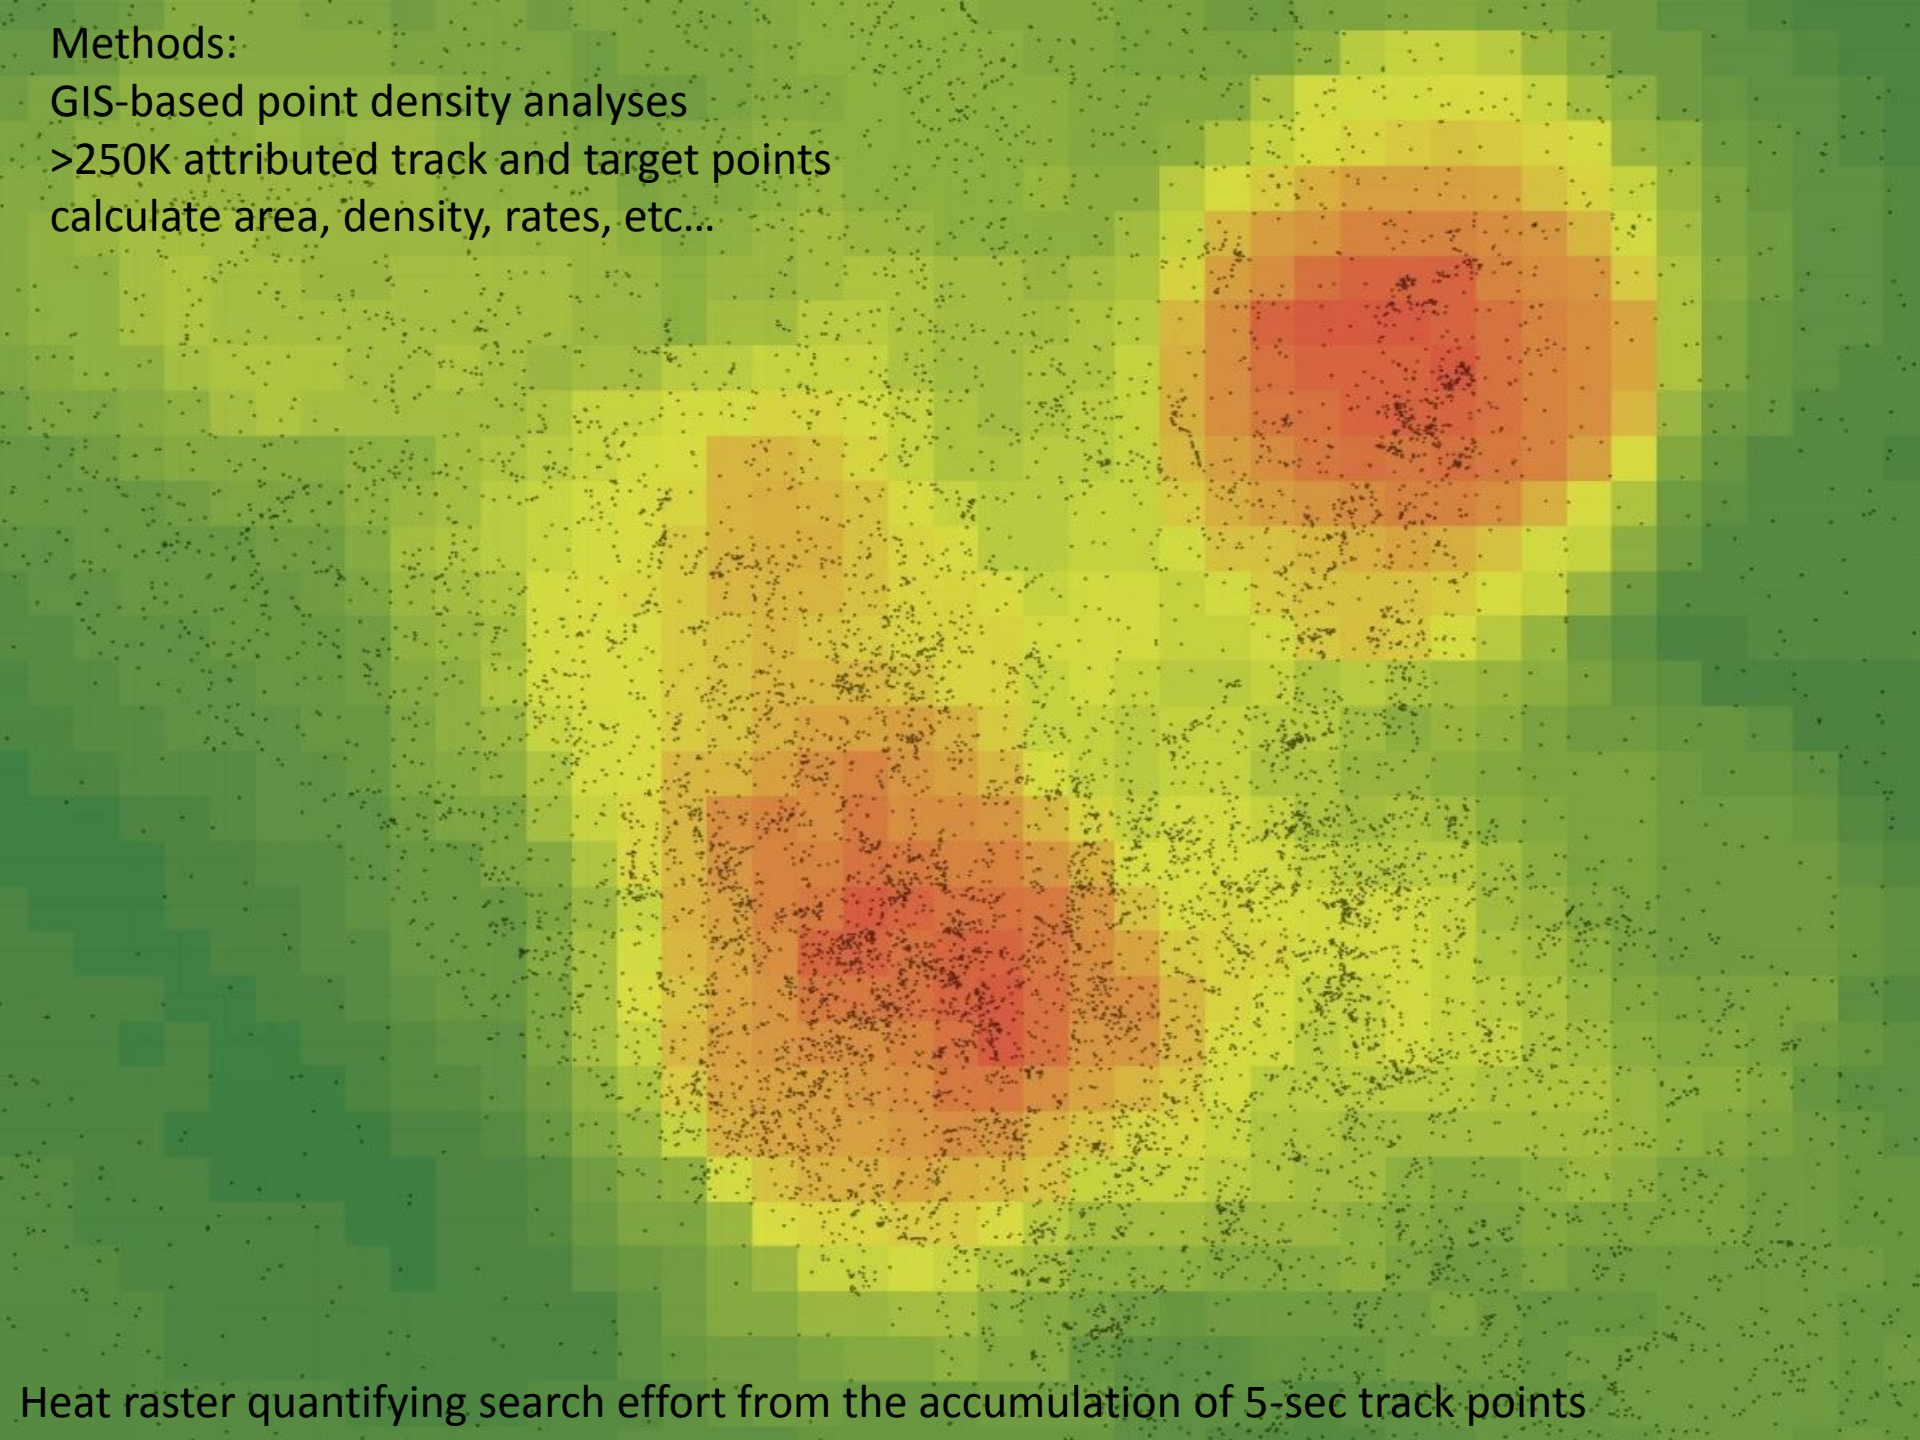 Methods:
GIS-based point density analyses
>250K attributed track and target points
calculate area, density, rates, etc…
Heat raster quantifying search effort from the accumulation of 5-sec track points